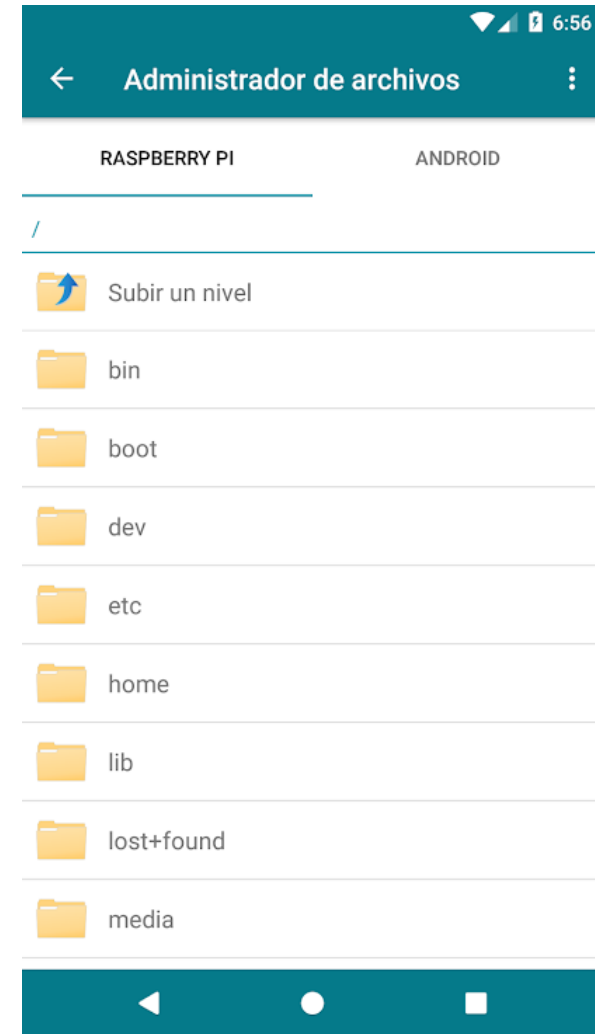 6:56
Administrador de archivos
RASPBERRY PI ANDROID
/
Subir un nivel
bin
boot
dev
etc
home
lib
lost+found
media